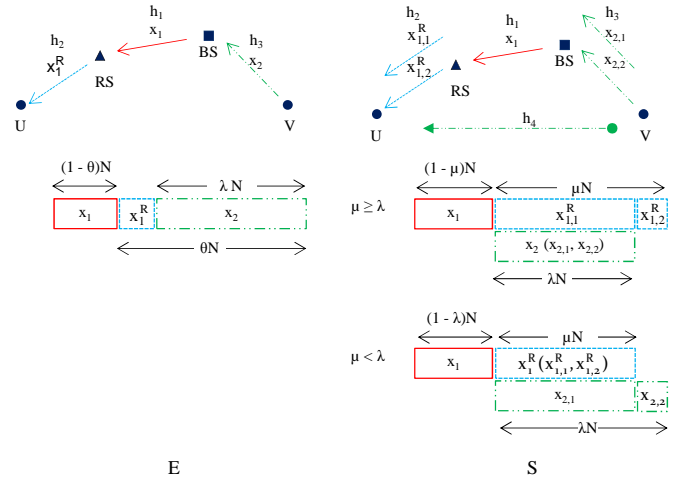 h₂ h₁ x₁ BS h₃
x₁ᴿ RS x₂
U V
(1 - θ)N λ N
x₁ x₁ᴿ x₂
θN
E
h₂ h₁ h₃
x₁,₁ᴿ x₁ x₂,₁
x₁,₂ᴿ RS BS x₂,₂
U h₄ V
(1 - μ)N μN
μ ≥ λ x₁ x₁,₁ᴿ x₁,₂ᴿ
x₂ (x₂,₁, x₂,₂)
λN
(1 - λ)N μN
μ < λ x₁ x₁ᴿ(x₁,₁ᴿ, x₁,₂ᴿ)
x₂,₁ x₂,₂
λN
S